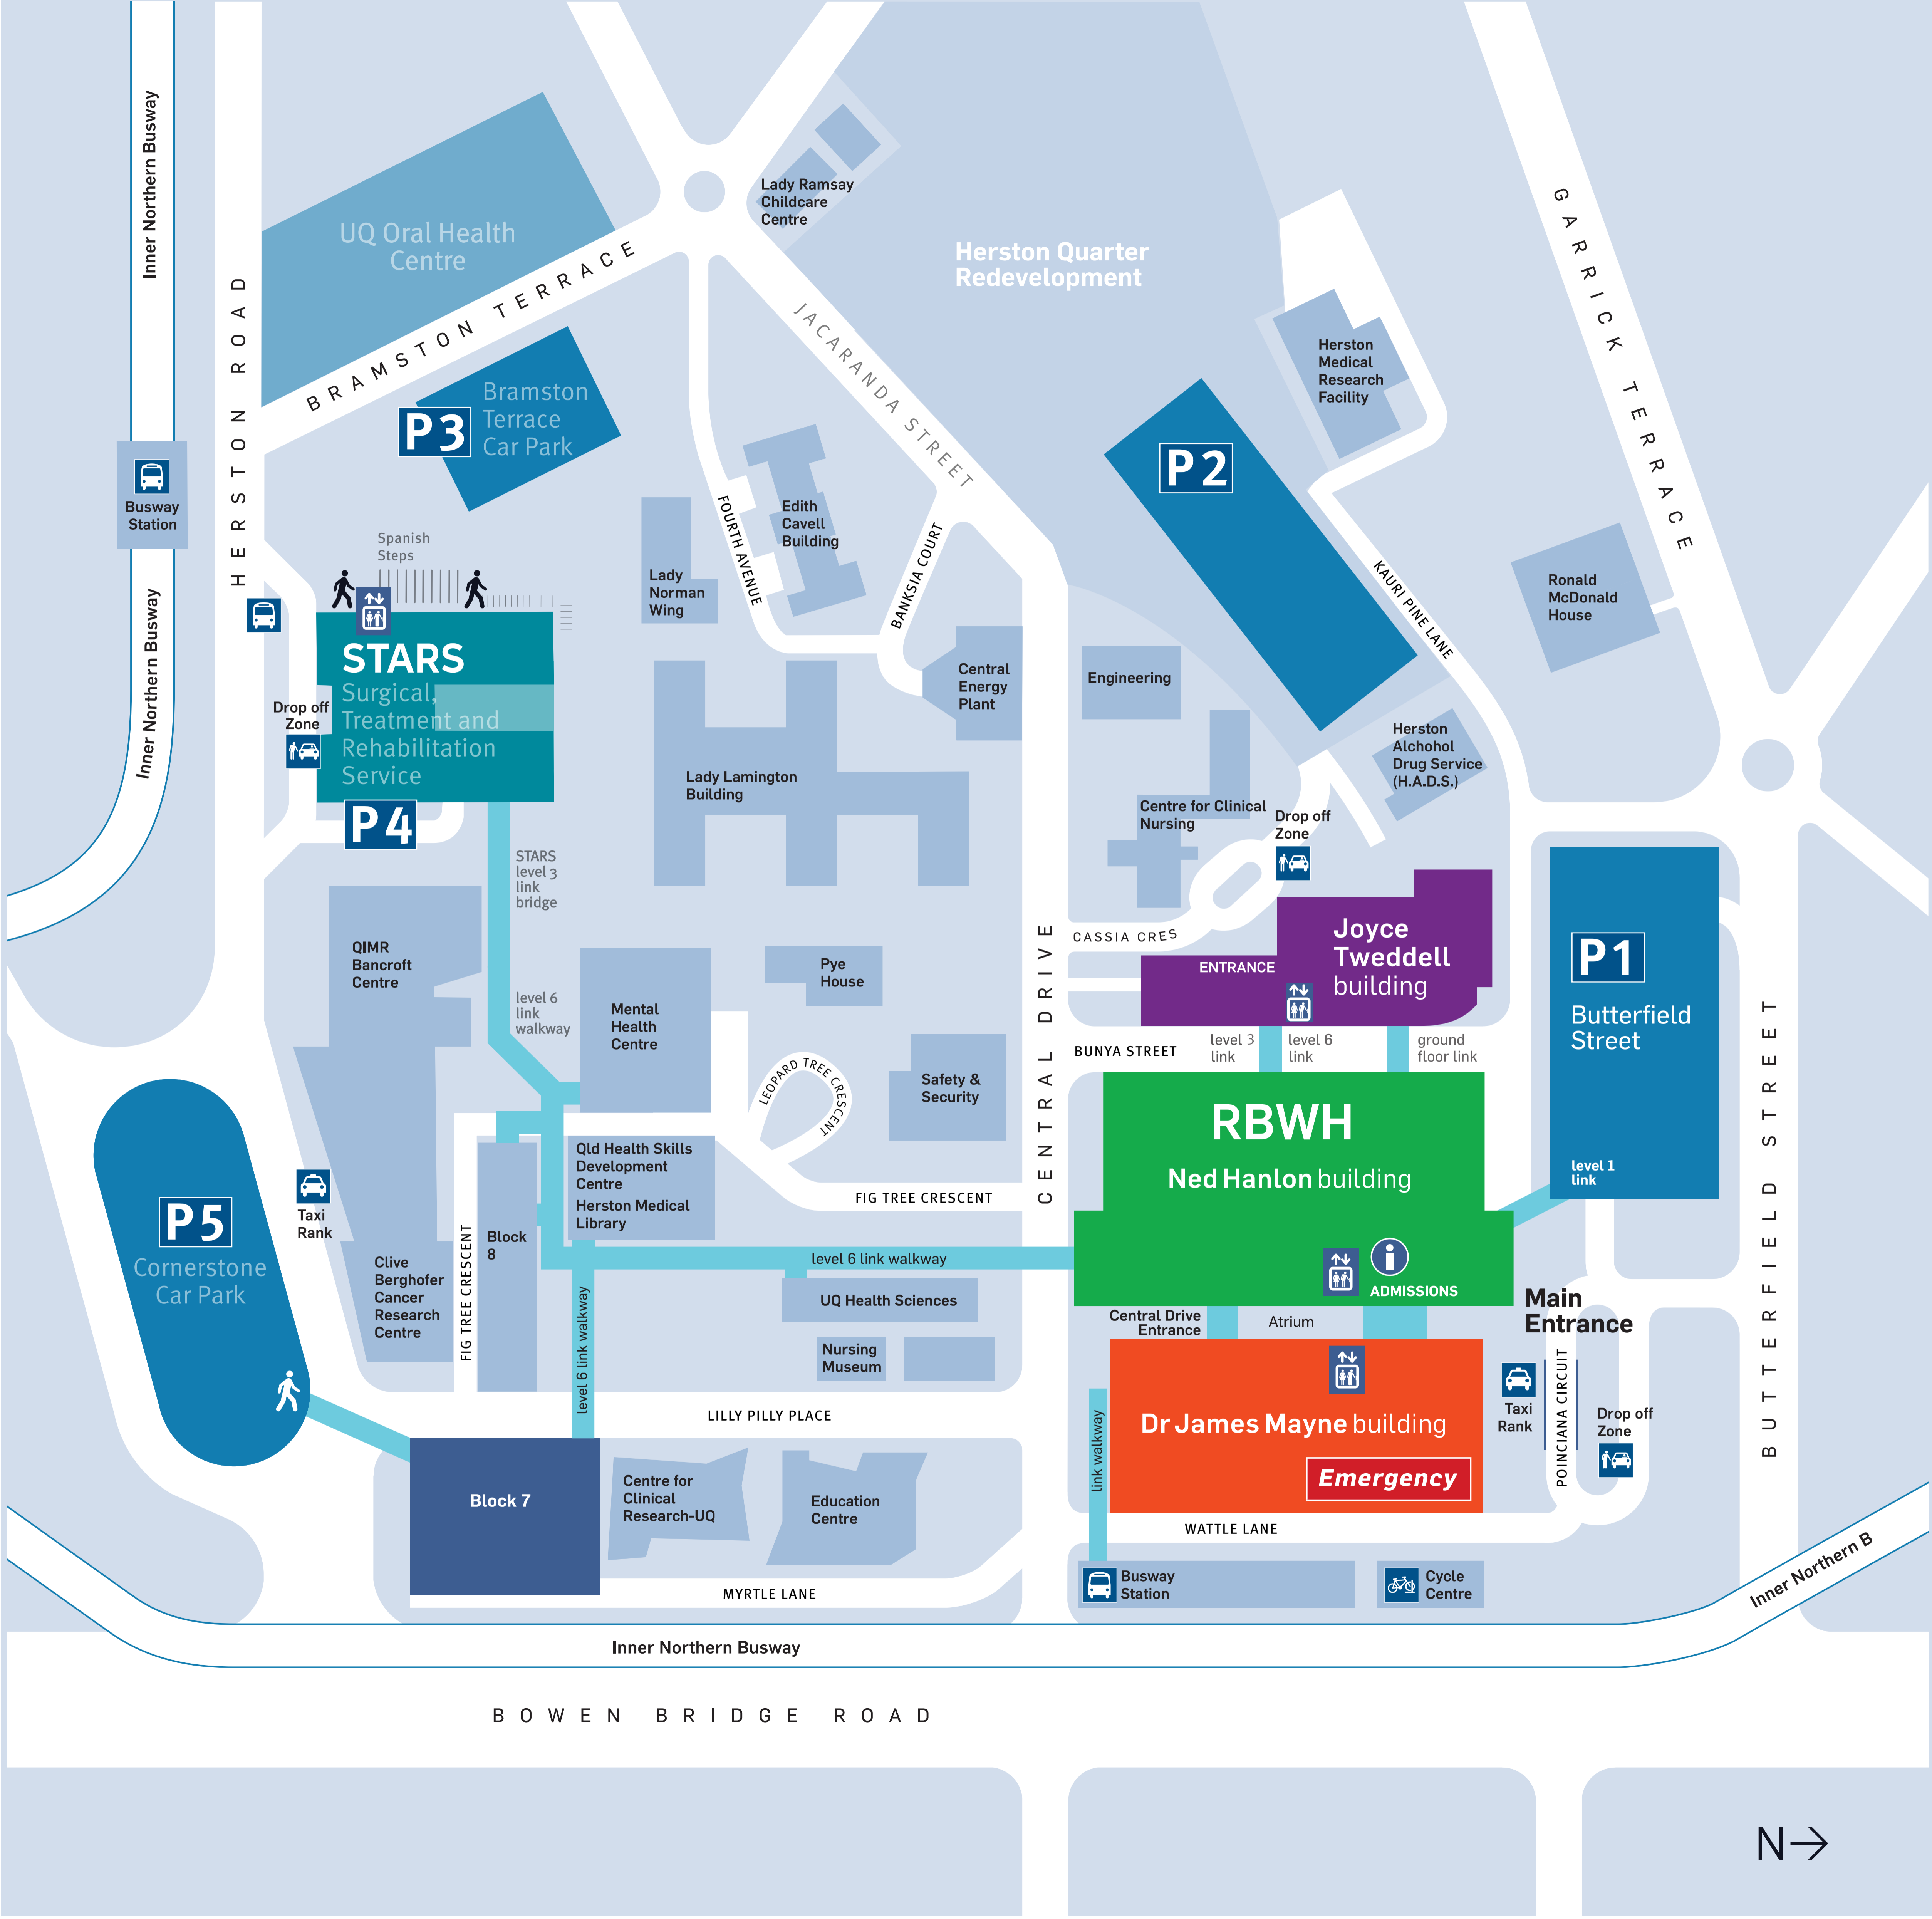 Inner Northern Busway
HERSTON ROAD
UQ Oral Health
Centre
BRAMSTON TERRACE
Lady Ramsay
Childcare
Centre
Herston Quarter
Redevelopment
JACARANDA STREET
GARRICK TERRACE
Herston
Medical
Research
Facility
P3
Bramston
Terrace
Car Park
P2
Busway
Station
Inner Northern Busway
Spanish
Steps
Lady
Norman
Wing
FOURTH AVENUE
Edith
Cavell
Building
BANKSIA COURT
KAURI PINE LANE
Ronald
McDonald
House
STARS
Surgical,
Treatment and
Rehabilitation
Service
Drop off
Zone
P4
Central
Energy
Plant
Engineering
Herston
Alchohol
Drug Service
(H.A.D.S.)
Lady Lamington
Building
Centre for Clinical
Nursing
Drop off
Zone
STARS
level 3
link
bridge
QIMR
Bancroft
Centre
level 6
link
walkway
Mental
Health
Centre
Pye
House
CENTRAL DRIVE
CASSIA CRES
ENTRANCE
Joyce
Tweddell
building
P1
Butterfield
Street
level 1
link
BUTTERFIELD STREET
BUNYA STREET
level 3
link
level 6
link
ground
floor link
LEOPARD TREE CRESCENT
Safety &
Security
RBWH
Ned Hanlon building
Qld Health Skills
Development
Centre
Herston Medical
Library
FIG TREE CRESCENT
P5
Cornerstone
Car Park
Taxi
Rank
Block
8
FIG TREE CRESCENT
Clive
Berghofer
Cancer
Research
Centre
level 6 link walkway
level 6 link walkway
UQ Health Sciences
Nursing
Museum
i
ADMISSIONS
Central Drive
Entrance
Atrium
Main
Entrance
Taxi
Rank
POINCIANA CIRCUIT
Drop off
Zone
LILLY PILLY PLACE
link walkway
Dr James Mayne building
Emergency
Block 7
Centre for
Clinical
Research-UQ
Education
Centre
WATTLE LANE
MYRTLE LANE
Busway
Station
Cycle
Centre
Inner Northern B
Inner Northern Busway
BOWEN BRIDGE ROAD
N